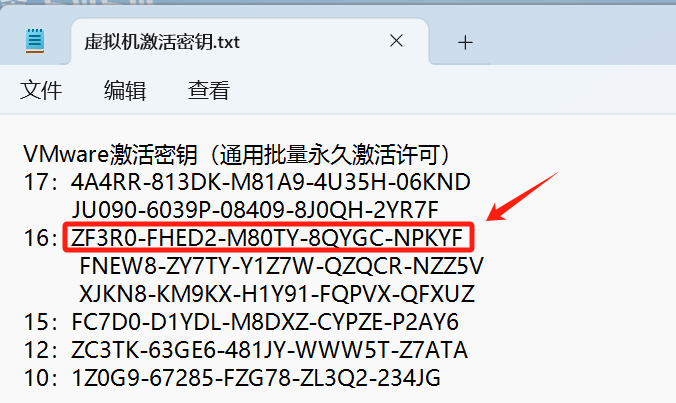 虚拟机激活密钥.txt
文件 编辑 查看
VMware激活密钥（通用批量永久激活许可）
17：4A4RR-813DK-M81A9-4U35H-06KND
JU090-6039P-08409-8J0QH-2YR7F
16：ZF3R0-FHED2-M80TY-8QYGC-NPKYF
FNEW8-ZY7TY-Y1Z7W-QZQCR-NZZ5V
XJKN8-KM9KX-H1Y91-FQPVX-QFXUZ
15：FC7D0-D1YDL-M8DXZ-CYPZE-P2AY6
12：ZC3TK-63GE6-481JY-WWW5T-Z7ATA
10：1Z0G9-67285-FZG78-ZL3Q2-234JG